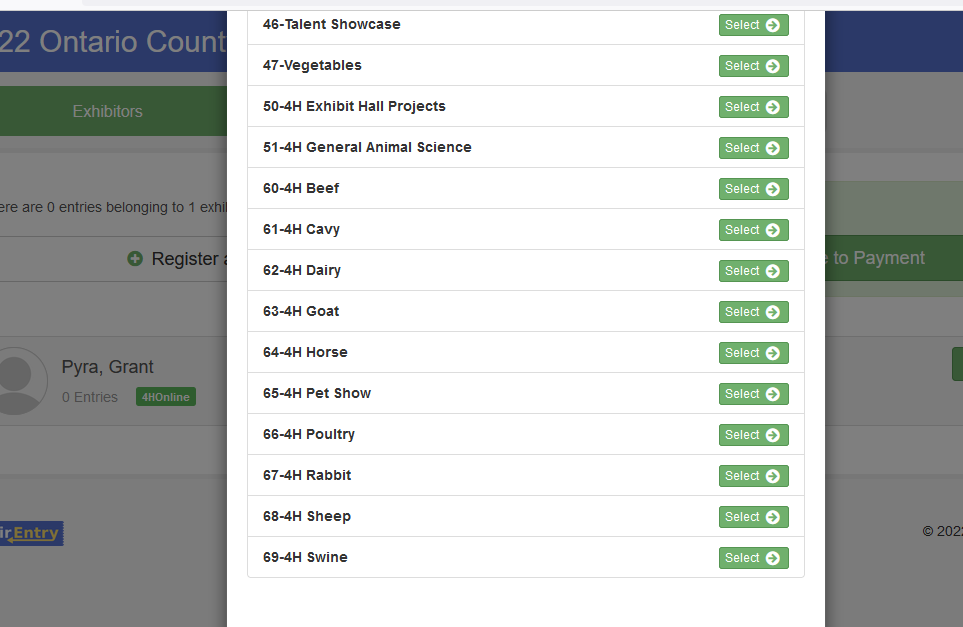 22 Ontario Count
Exhibitors
ere are 0 entries belonging to 1 exhi
Register a
e to Payment
Pyra, Grant
0 Entries 4HOnline
irEntry
© 202
46-Talent Showcase Select
47-Vegetables Select
50-4H Exhibit Hall Projects Select
51-4H General Animal Science Select
60-4H Beef Select
61-4H Cavy Select
62-4H Dairy Select
63-4H Goat Select
64-4H Horse Select
65-4H Pet Show Select
66-4H Poultry Select
67-4H Rabbit Select
68-4H Sheep Select
69-4H Swine Select